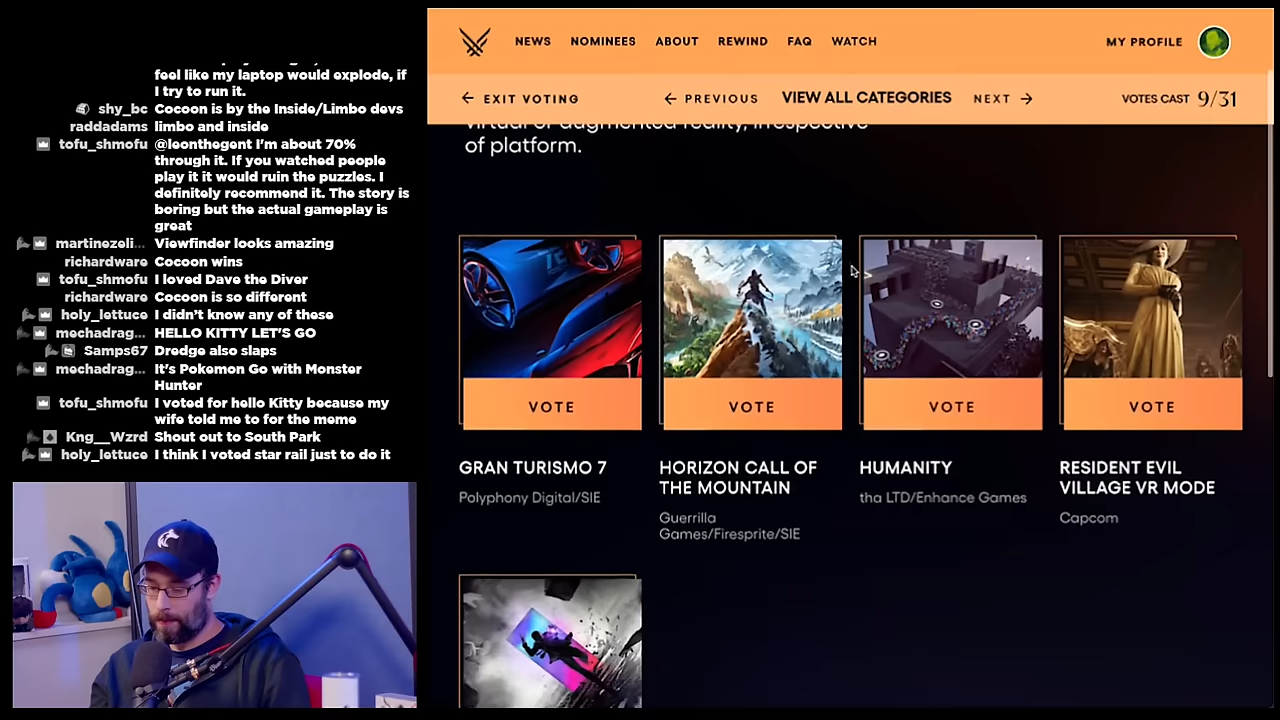 feel like my laptop would explode, if
I try to run it.
shy_bc Cocoon is by the Inside/Limbo devs
raddadams limbo and inside
tofu_shmofu @leonthegent I'm about 70%
through it. If you watched people
play it it would ruin the puzzles. I
definitely recommend it. The story is
boring but the actual gameplay is
great
martinezeli... Viewfinder looks amazing
richardware Cocoon wins
tofu_shmofu I loved Dave the Diver
richardware Cocoon is so different
holy_lettuce I didn't know any of these
mechadrag... HELLO KITTY LET'S GO
Samps67 Dredge also slaps
mechadrag... It's Pokemon Go with Monster
Hunter
tofu_shmofu I voted for hello Kitty because my
wife told me to for the meme
Kng__Wzrd Shout out to South Park
holy_lettuce I think I voted star rail just to do it
NEWS NOMINEES ABOUT REWIND FAQ WATCH MY PROFILE
← EXIT VOTING ← PREVIOUS VIEW ALL CATEGORIES NEXT → VOTES CAST 9/31
virtual or augmented reality, irrespective
of platform.
VOTE VOTE VOTE VOTE
GRAN TURISMO 7
Polyphony Digital/SIE
HORIZON CALL OF
THE MOUNTAIN
Guerrilla
Games/Firesprite/SIE
HUMANITY
tha LTD/Enhance Games
RESIDENT EVIL
VILLAGE VR MODE
Capcom